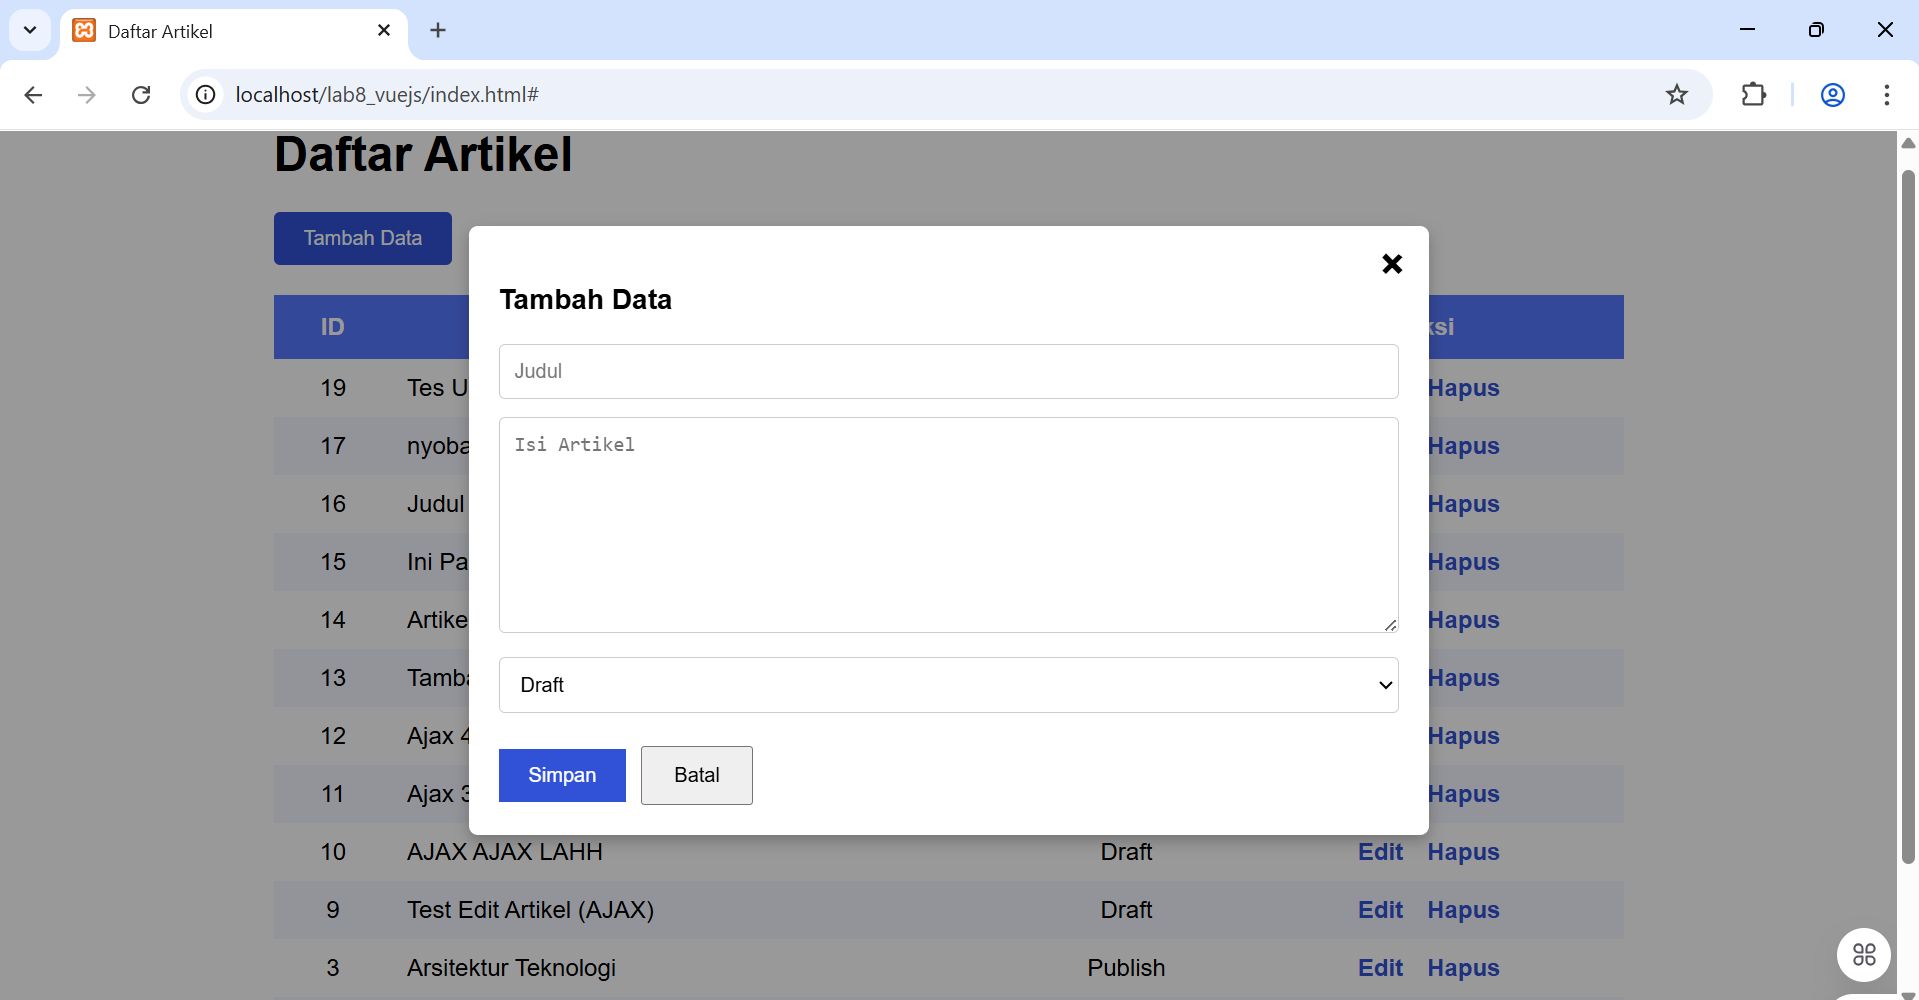 Daftar Artikel
localhost/lab8_vuejs/index.html#
Daftar Artikel
Tambah Data
Tambah Data
ID
Judul
Isi Artikel
Draft
Simpan
Batal
19 Tes U Hapus
17 nyoba Hapus
16 Judul Hapus
15 Ini Pa Hapus
14 Artike Hapus
13 Tamba Hapus
12 Ajax 4 Hapus
11 Ajax 3 Hapus
10 AJAX AJAX LAHH Draft Edit Hapus
9 Test Edit Artikel (AJAX) Draft Edit Hapus
3 Arsitektur Teknologi Publish Edit Hapus